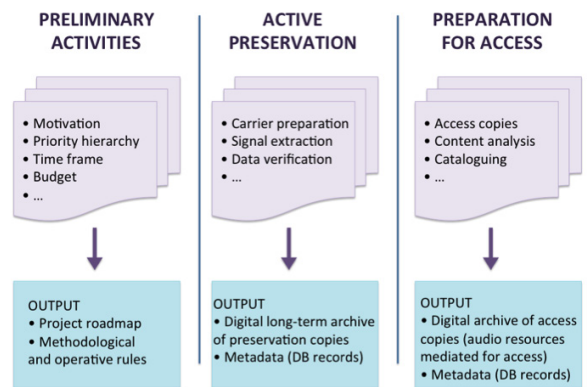 PRELIMINARY
ACTIVITIES
• Motivation
• Priority hierarchy
• Time frame
• Budget
• ...
OUTPUT
• Project roadmap
• Methodological
and operative rules
ACTIVE
PRESERVATION
• Carrier preparation
• Signal extraction
• Data verification
• ...
OUTPUT
• Digital long-term archive
of preservation copies
• Metadata (DB records)
PREPARATION
FOR ACCESS
• Access copies
• Content analysis
• Cataloguing
• ...
OUTPUT
• Digital archive of access
copies (audio resources
mediated for access)
• Metadata (DB records)